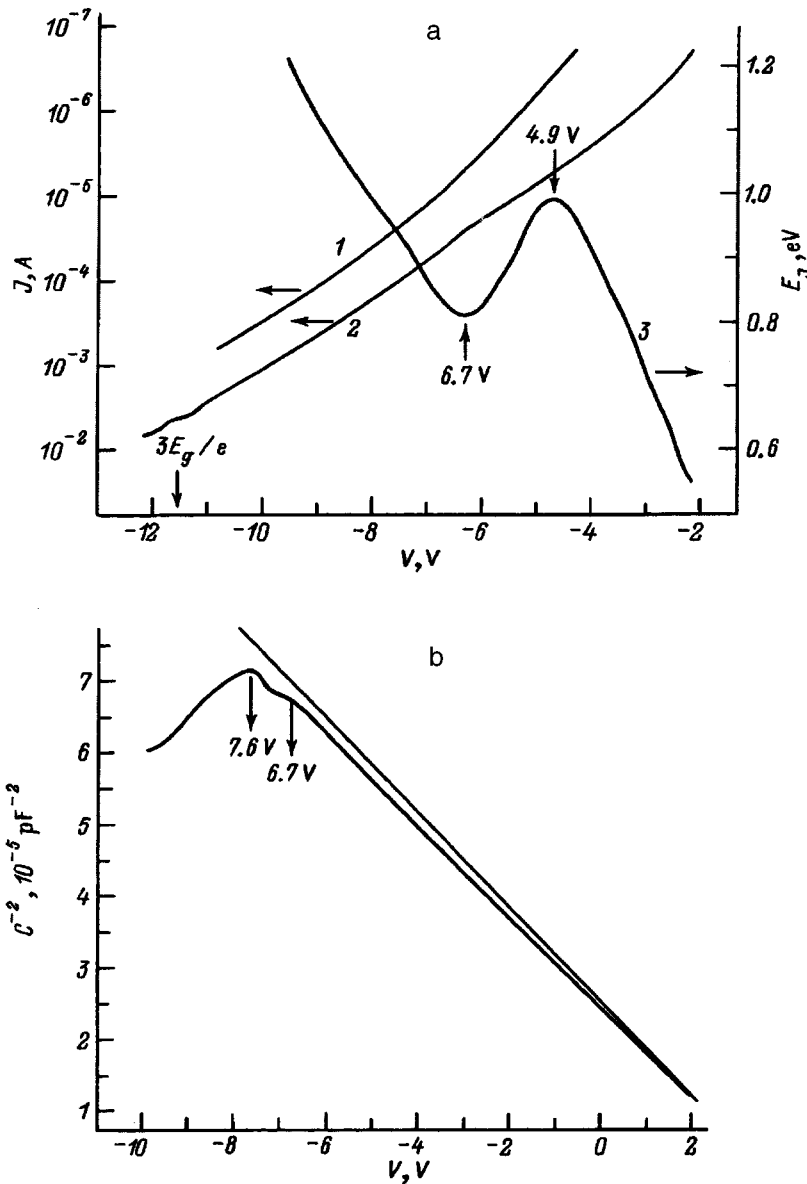 a
10⁻⁷
10⁻⁶
10⁻⁵
10⁻⁴
10⁻³
10⁻²
J, A
1
2
3
4.9 V
6.7 V
3E_g/e
1.2
1.0
0.8
0.6
E_J, eV
-12
-10
-8
-6
-4
-2
V, V
b
7
6
5
4
3
2
1
C⁻², 10⁻⁵ pF⁻²
7.6 V
6.7 V
-10
-8
-6
-4
-2
0
2
V, V